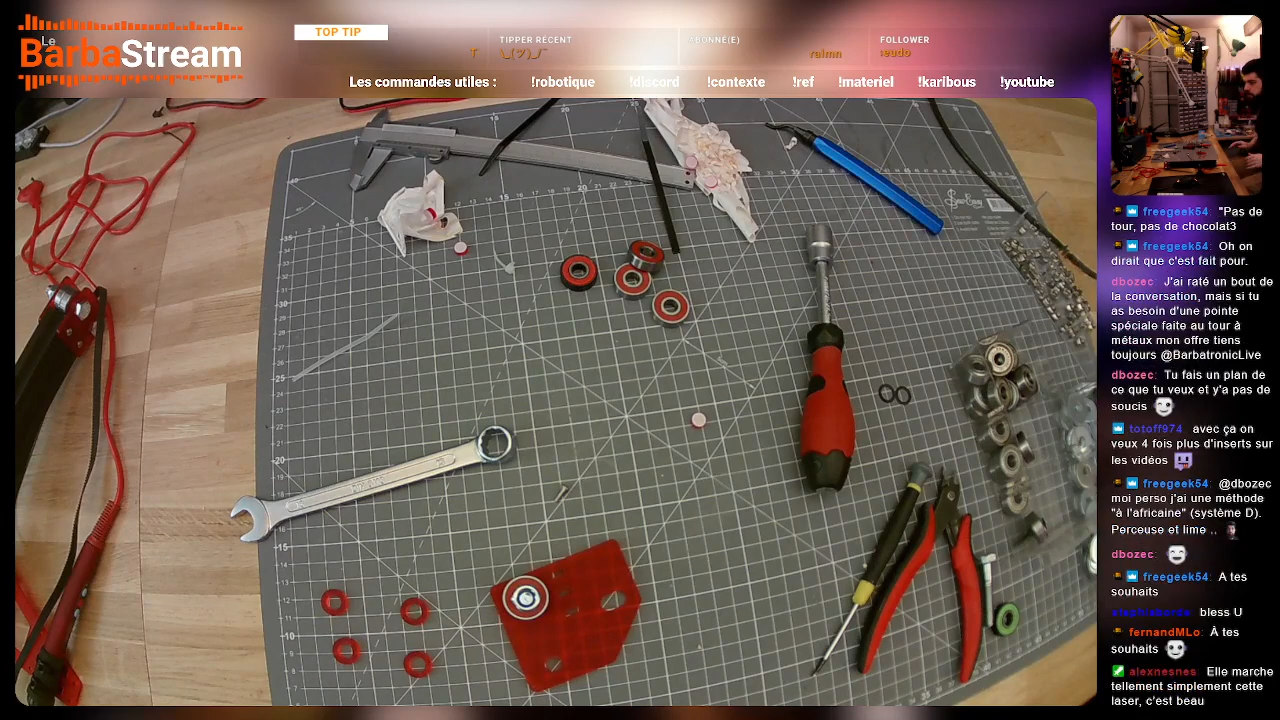 Le
BarbaStream
TOP TIP
TIPPER RÉCENT
ABONNÉ(E)
FOLLOWER
T
¯\_(ツ)_/¯
raimn
:eudo
Les commandes utiles :
!robotique
!discord
!contexte
!ref
!materiel
!karibous
!youtube
freegeek54: "Pas de
tour, pas de chocolat3
freegeek54: Oh on
dirait que c'est fait pour.
dbozec: J'ai raté un bout de
la conversation, mais si tu
as besoin d'une pointe
spéciale faite au tour à
métaux mon offre tiens
toujours @BarbatronicLive
dbozec: Tu fais un plan de
ce que tu veux et y'a pas de
soucis
totoff974: avec ça on
veux 4 fois plus d'inserts sur
les vidéos
freegeek54: @dbozec
moi perso j'ai une méthode
"à l'africaine" (système D).
Perceuse et lime ..
dbozec:
freegeek54: A tes
souhaits
bless U
fernandMLo: À tes
souhaits
alexnesnes: Elle marche
tellement simplement cette
laser, c'est beau